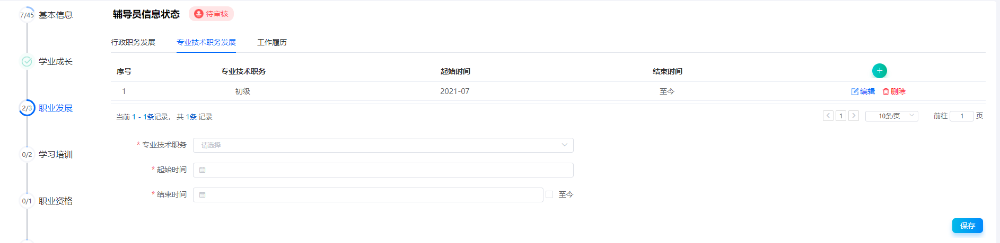 7/45 基本信息
学业成长
2/3 职业发展
0/2 学习培训
0/1 职业资格
辅导员信息状态 待审核
行政职务发展 专业技术职务发展 工作履历
序号 专业技术职务 起始时间 结束时间
1 初级 2021-07 至今 编辑 删除
当前 1 - 1条记录， 共 1条 记录 1 10条/页 前往 1 页
* 专业技术职务 请选择
* 起始时间
* 结束时间 至今
保存